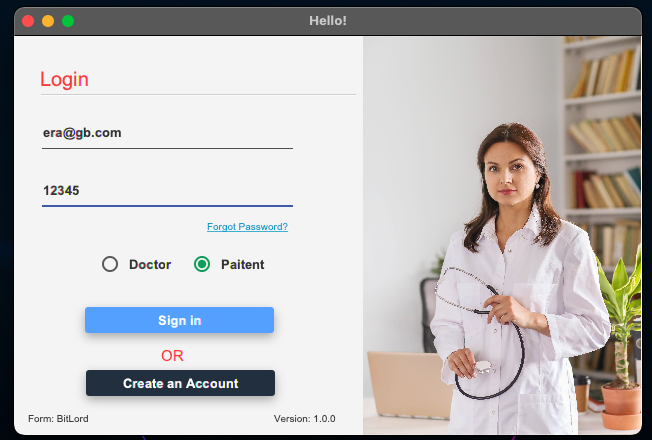 Hello!
Login
era@gb.com
12345
Forgot Password?
Doctor Paitent
Sign in
OR
Create an Account
Form: BitLord Version: 1.0.0